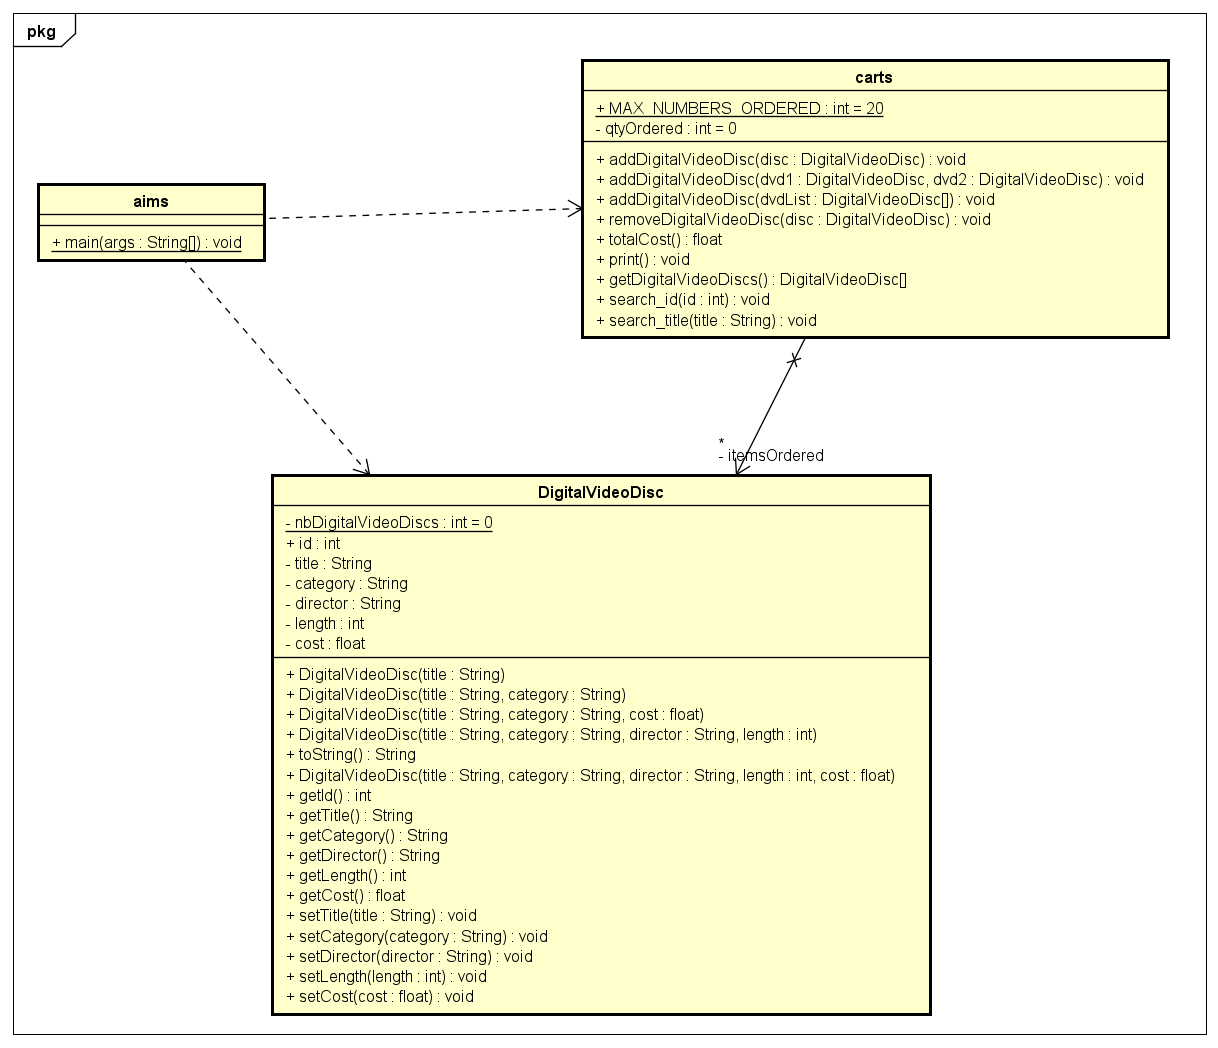 pkg
carts
+ MAX_NUMBERS_ORDERED : int = 20
- qtyOrdered : int = 0
+ addDigitalVideoDisc(disc : DigitalVideoDisc) : void
+ addDigitalVideoDisc(dvd1 : DigitalVideoDisc, dvd2 : DigitalVideoDisc) : void
+ addDigitalVideoDisc(dvdList : DigitalVideoDisc[]) : void
+ removeDigitalVideoDisc(disc : DigitalVideoDisc) : void
+ totalCost() : float
+ print() : void
+ getDigitalVideoDiscs() : DigitalVideoDisc[]
+ search_id(id : int) : void
+ search_title(title : String) : void
aims
+ main(args : String[]) : void
*
- itemsOrdered
DigitalVideoDisc
- nbDigitalVideoDiscs : int = 0
+ id : int
- title : String
- category : String
- director : String
- length : int
- cost : float
+ DigitalVideoDisc(title : String)
+ DigitalVideoDisc(title : String, category : String)
+ DigitalVideoDisc(title : String, category : String, cost : float)
+ DigitalVideoDisc(title : String, category : String, director : String, length : int)
+ toString() : String
+ DigitalVideoDisc(title : String, category : String, director : String, length : int, cost : float)
+ getId() : int
+ getTitle() : String
+ getCategory() : String
+ getDirector() : String
+ getLength() : int
+ getCost() : float
+ setTitle(title : String) : void
+ setCategory(category : String) : void
+ setDirector(director : String) : void
+ setLength(length : int) : void
+ setCost(cost : float) : void